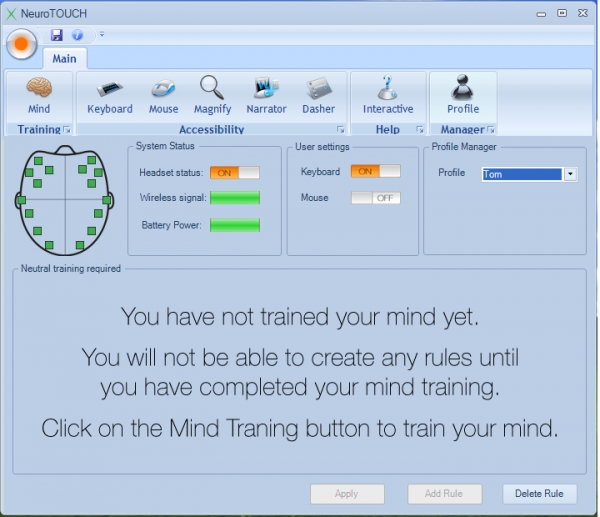 NeuroTOUCH
Main
Mind
Keyboard
Mouse
Magnify
Narrator
Dasher
Interactive
Profile
Training
Accessibility
Help
Manager
System Status
Headset status:
ON
Wireless signal:
Battery Power:
User settings
Keyboard
ON
Mouse
OFF
Profile Manager
Profile
Tom
Neutral training required
You have not trained your mind yet.
You will not be able to create any rules until
you have completed your mind training.
Click on the Mind Traning button to train your mind.
Apply
Add Rule
Delete Rule